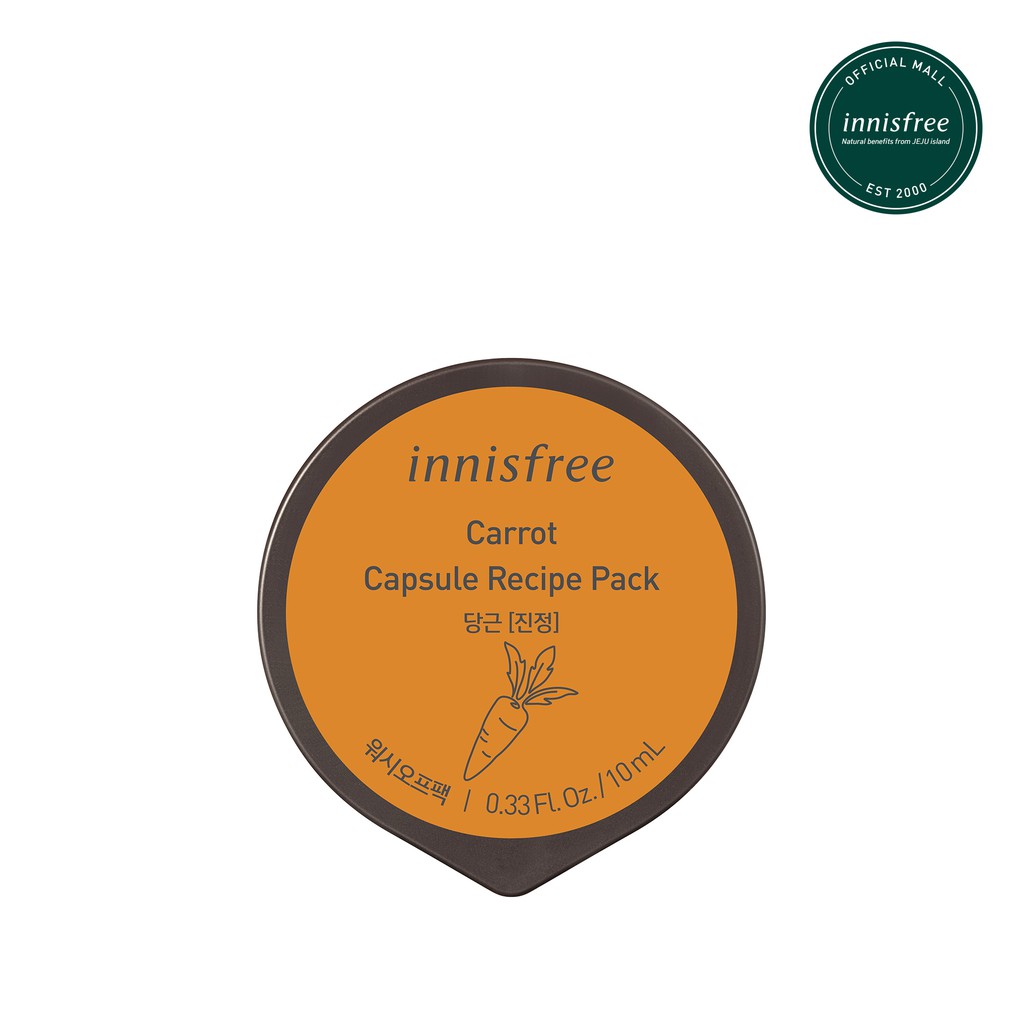 OFFICIAL MALL
innisfree
Natural benefits from JEJU island
EST 2000
innisfree
Carrot
Capsule Recipe Pack
당근 [진정]
워시오프팩 | 0.33 Fl. Oz. / 10 mL